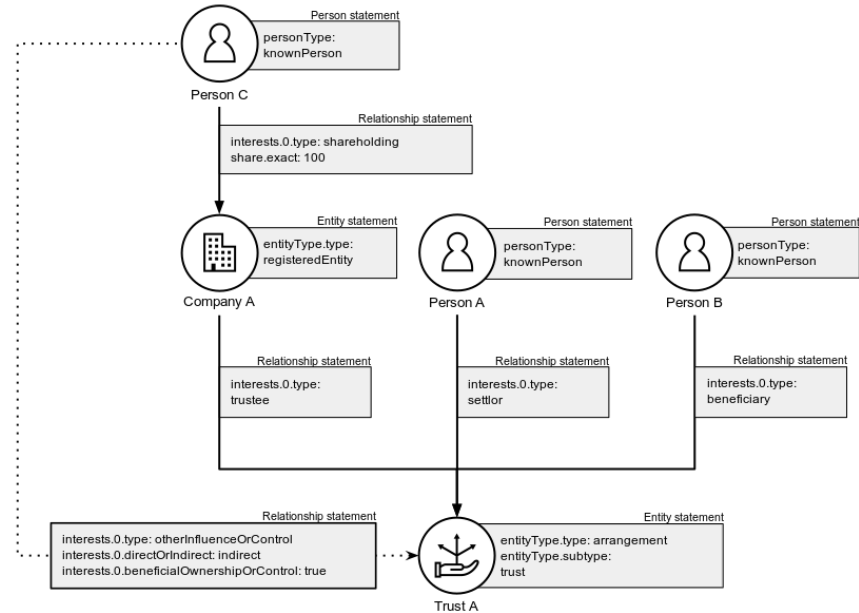 Person statement
personType:
knownPerson
Person C
Relationship statement
interests.0.type: shareholding
share.exact: 100
Entity statement
entityType.type:
registeredEntity
Company A
Person statement
personType:
knownPerson
Person A
Person statement
personType:
knownPerson
Person B
Relationship statement
interests.0.type:
trustee
Relationship statement
interests.0.type:
settlor
Relationship statement
interests.0.type:
beneficiary
Relationship statement
interests.0.type: otherInfluenceOrControl
interests.0.directOrIndirect: indirect
interests.0.beneficialOwnershipOrControl: true
Entity statement
entityType.type: arrangement
entityType.subtype:
trust
Trust A